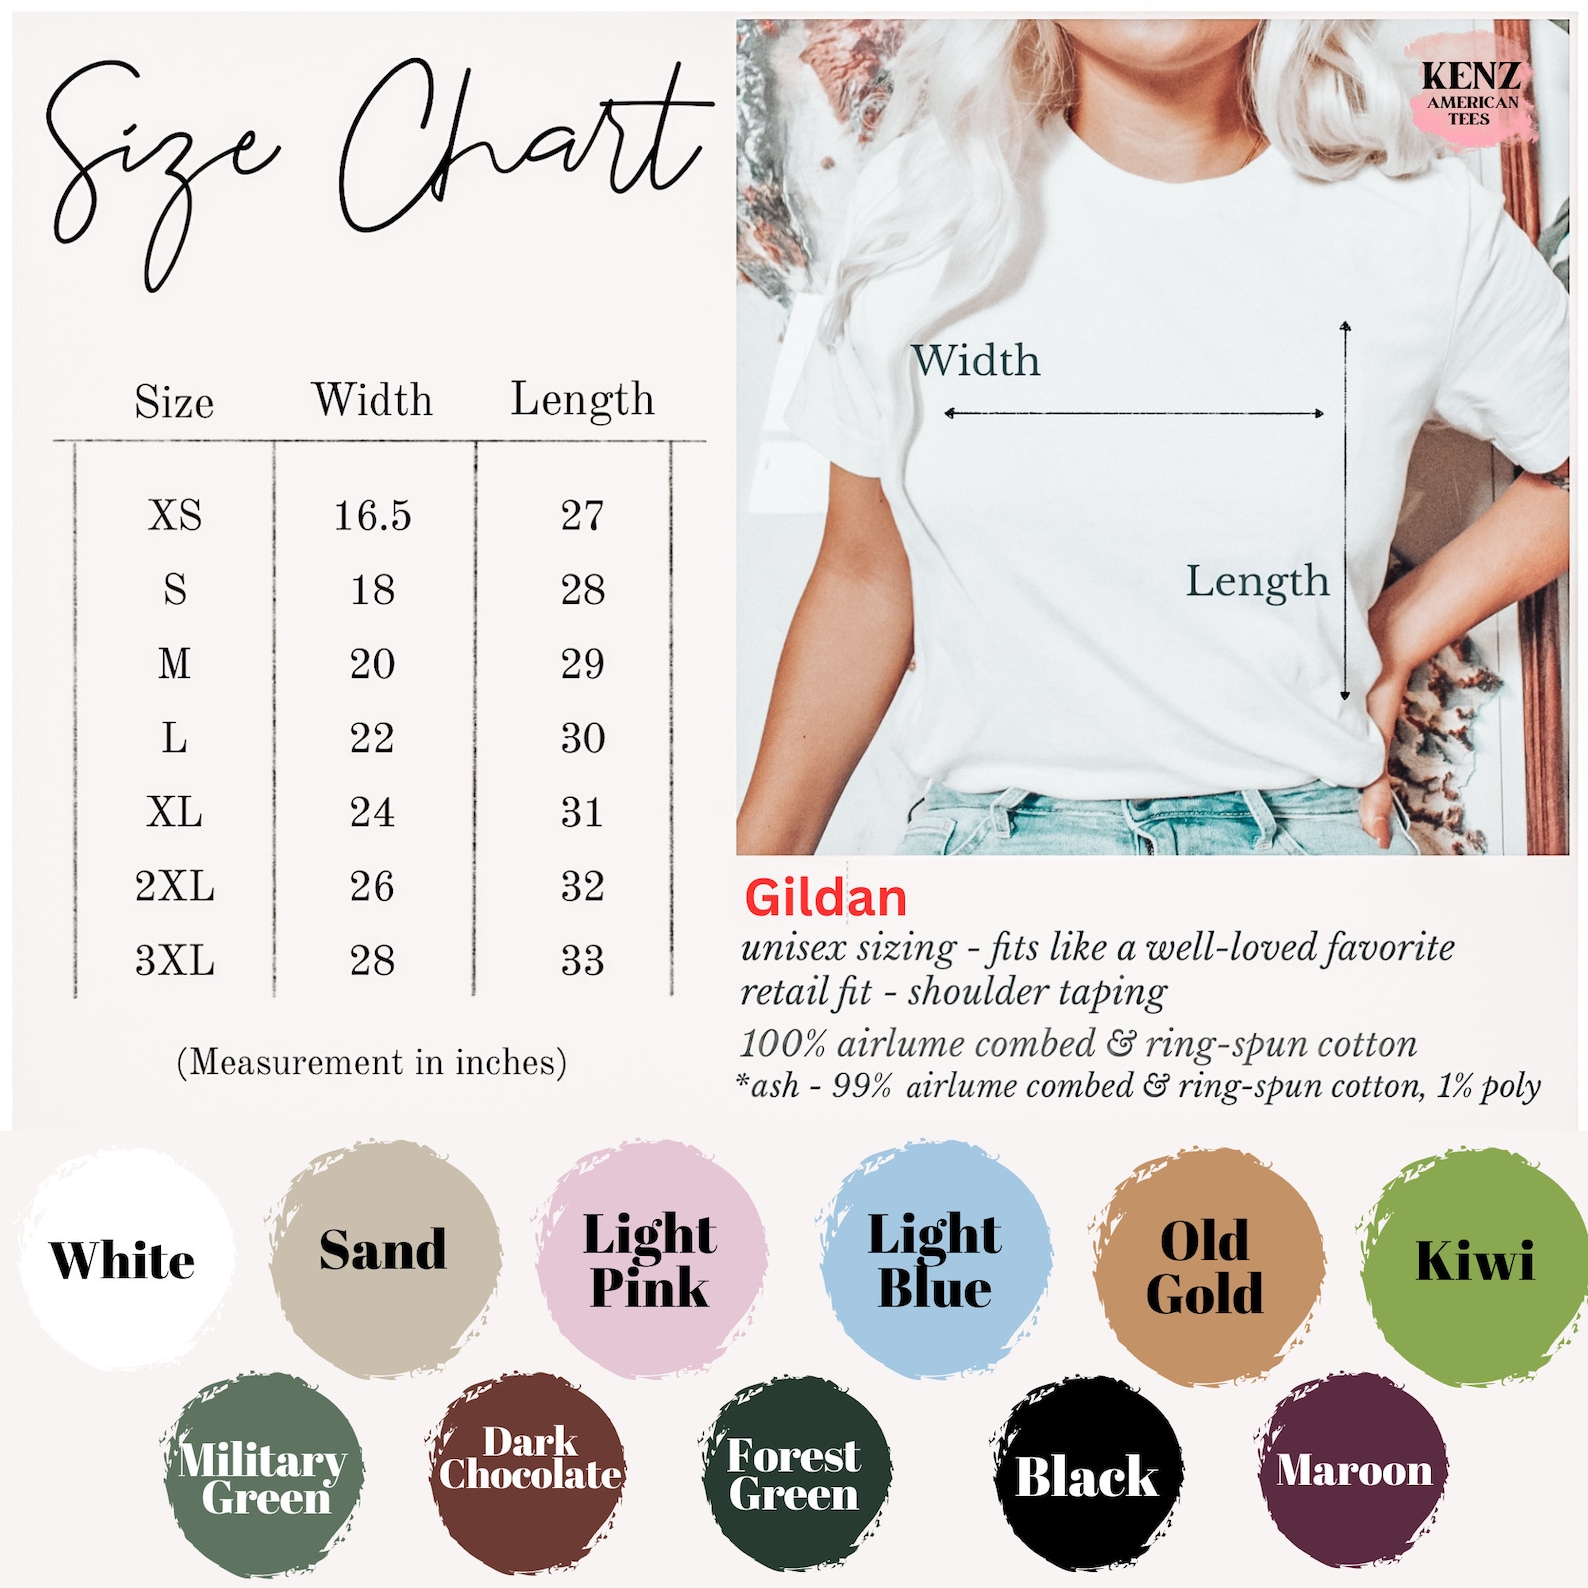 Size Chart
Size Width Length
XS 16.5 27
S 18 28
M 20 29
L 22 30
XL 24 31
2XL 26 32
3XL 28 33
(Measurement in inches)
KENZ
AMERICAN
TEES
Width
Length
Gildan
unisex sizing - fits like a well-loved favorite
retail fit - shoulder taping
100% airlume combed & ring-spun cotton
*ash - 99% airlume combed & ring-spun cotton, 1% poly
White
Sand
Light
Pink
Light
Blue
Old
Gold
Kiwi
Military
Green
Dark
Chocolate
Forest
Green
Black
Maroon